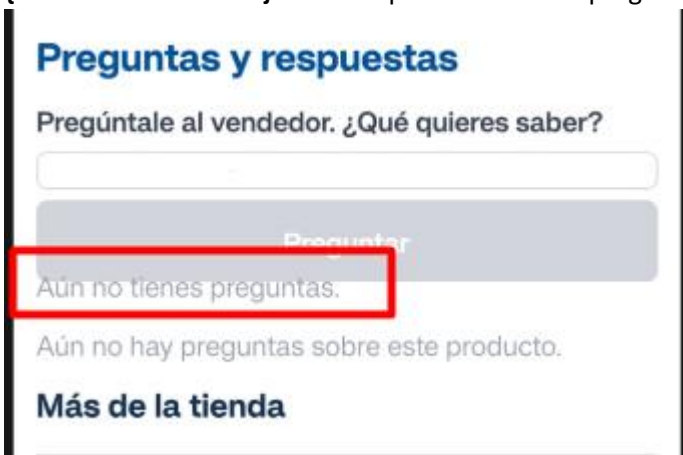 Preguntas y respuestas
Pregúntale al vendedor. ¿Qué quieres saber?
Preguntar
Aún no tienes preguntas.
Aún no hay preguntas sobre este producto.
Más de la tienda